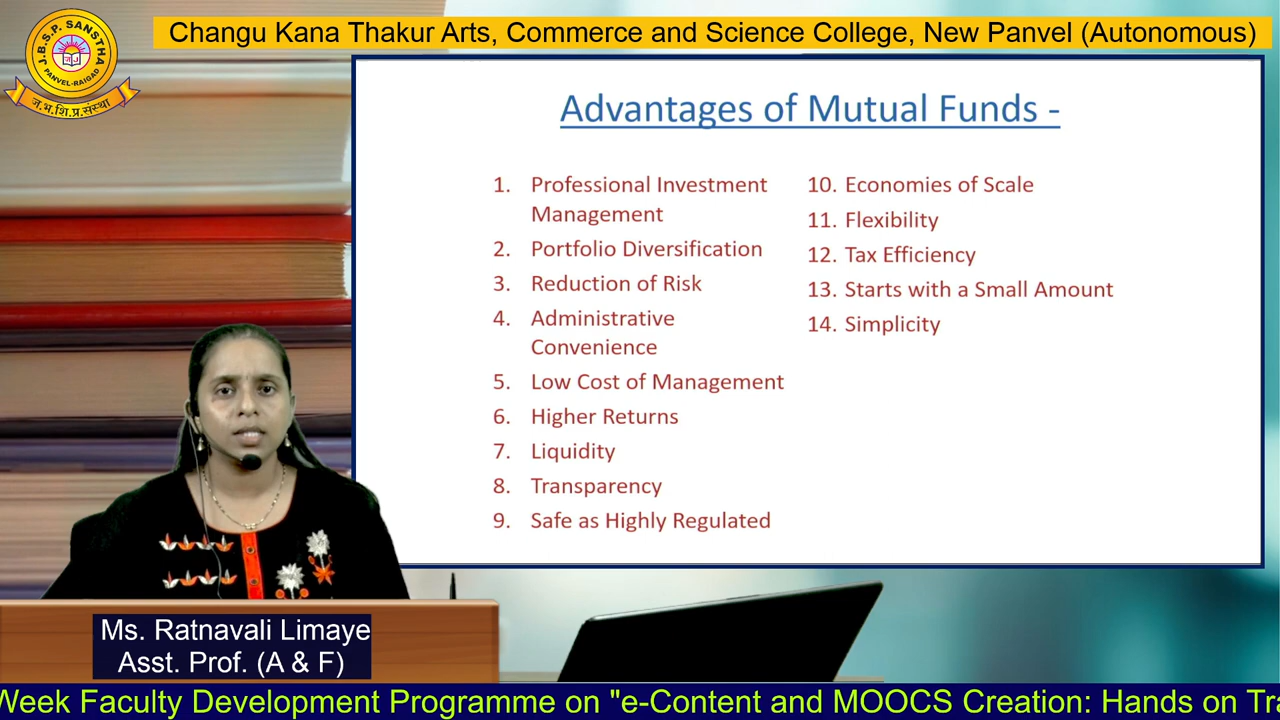 Changu Kana Thakur Arts, Commerce and Science College, New Panvel (Autonomous)
J.B.S.P. SANSTHA
PANVEL-RAIGAD
ज.भ.शि.प्र.संस्था
Advantages of Mutual Funds -
1. Professional Investment
Management
2. Portfolio Diversification
3. Reduction of Risk
4. Administrative
Convenience
5. Low Cost of Management
6. Higher Returns
7. Liquidity
8. Transparency
9. Safe as Highly Regulated
10. Economies of Scale
11. Flexibility
12. Tax Efficiency
13. Starts with a Small Amount
14. Simplicity
Ms. Ratnavali Limaye
Asst. Prof. (A & F)
Week Faculty Development Programme on "e-Content and MOOCS Creation: Hands on Tra